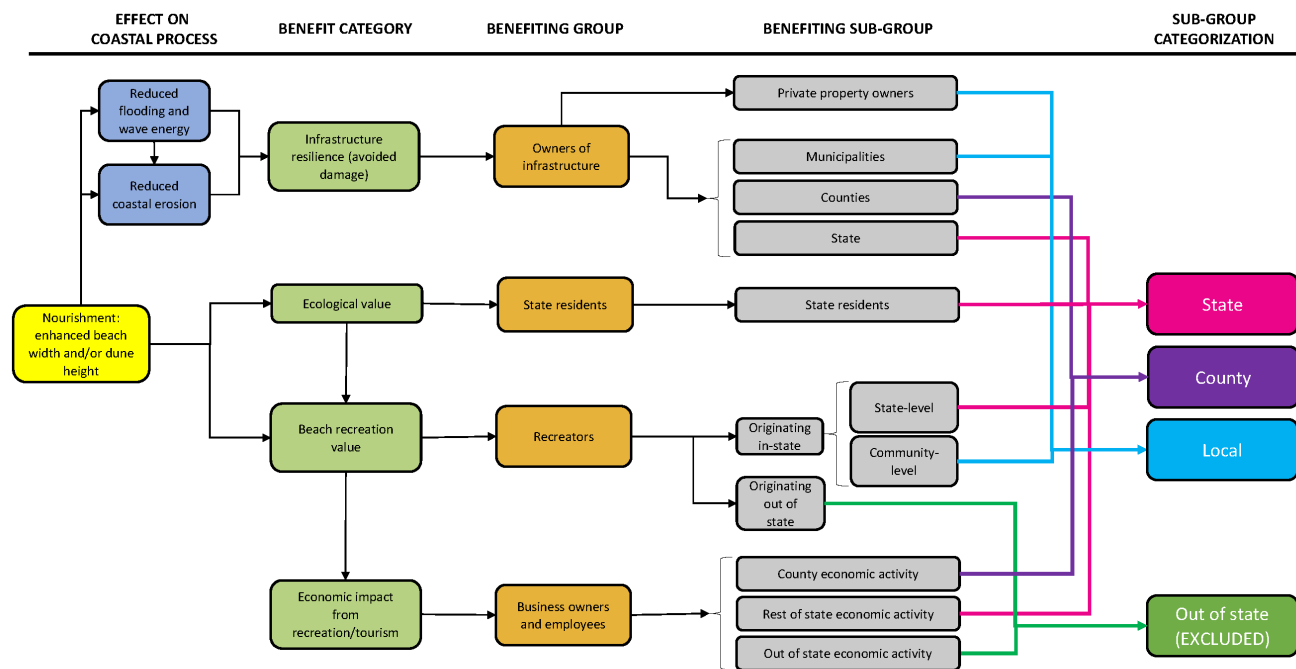 EFFECT ON
COASTAL PROCESS
BENEFIT CATEGORY
BENEFITING GROUP
BENEFITING SUB-GROUP
SUB-GROUP
CATEGORIZATION
Reduced
flooding and
wave energy
Reduced
coastal erosion
Infrastructure
resilience (avoided
damage)
Owners of
infrastructure
Private property owners
Municipalities
Counties
State
Nourishment:
enhanced beach
width and/or dune
height
Ecological value
State residents
State residents
State
County
Beach recreation
value
Recreators
Originating
in-state
State-level
Community-
level
Local
Originating
out of
state
Economic impact
from
recreation/tourism
Business owners
and employees
County economic activity
Rest of state economic activity
Out of state economic activity
Out of state
(EXCLUDED)